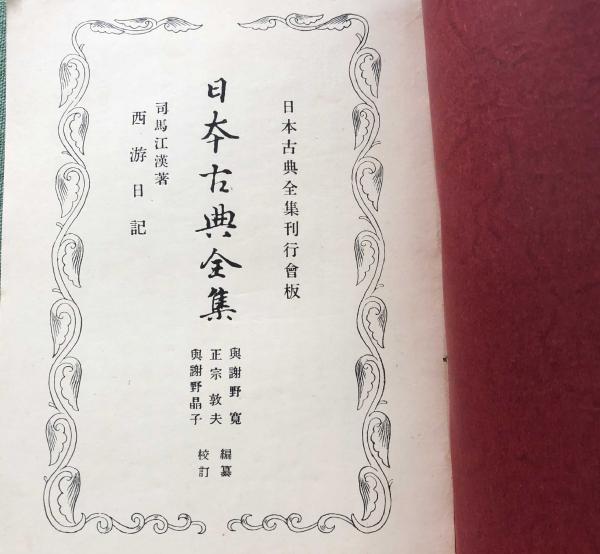 日本古典全集刊行會板
日本古典全集
與謝野寬
正宗敦夫
與謝野晶子
編纂
校訂
司馬江漢著
西游日記